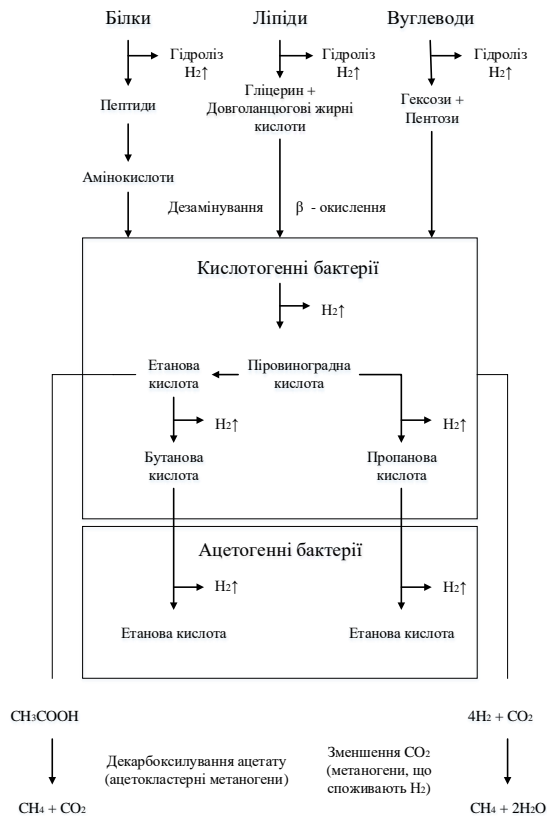 Білки
Ліпіди
Вуглеводи
Гідроліз
H2↑
Гідроліз
H2↑
Гідроліз
H2↑
Пептиди
Гліцерин +
Довголанцюгові жирні
кислоти
Гексози +
Пентози
Амінокислоти
Дезамінування
β - окислення
Кислотогенні бактерії
H2↑
Етанова
кислота
Піровиноградна
кислота
H2↑
H2↑
Бутанова
кислота
Пропанова
кислота
Ацетогенні бактерії
H2↑
H2↑
Етанова кислота
Етанова кислота
CH3COOH
4H2 + CO2
Декарбоксилування ацетату
(ацетокластерні метаногени)
Зменшення CO2
(метаногени, що
споживають H2)
CH4 + CO2
CH4 + 2H2O